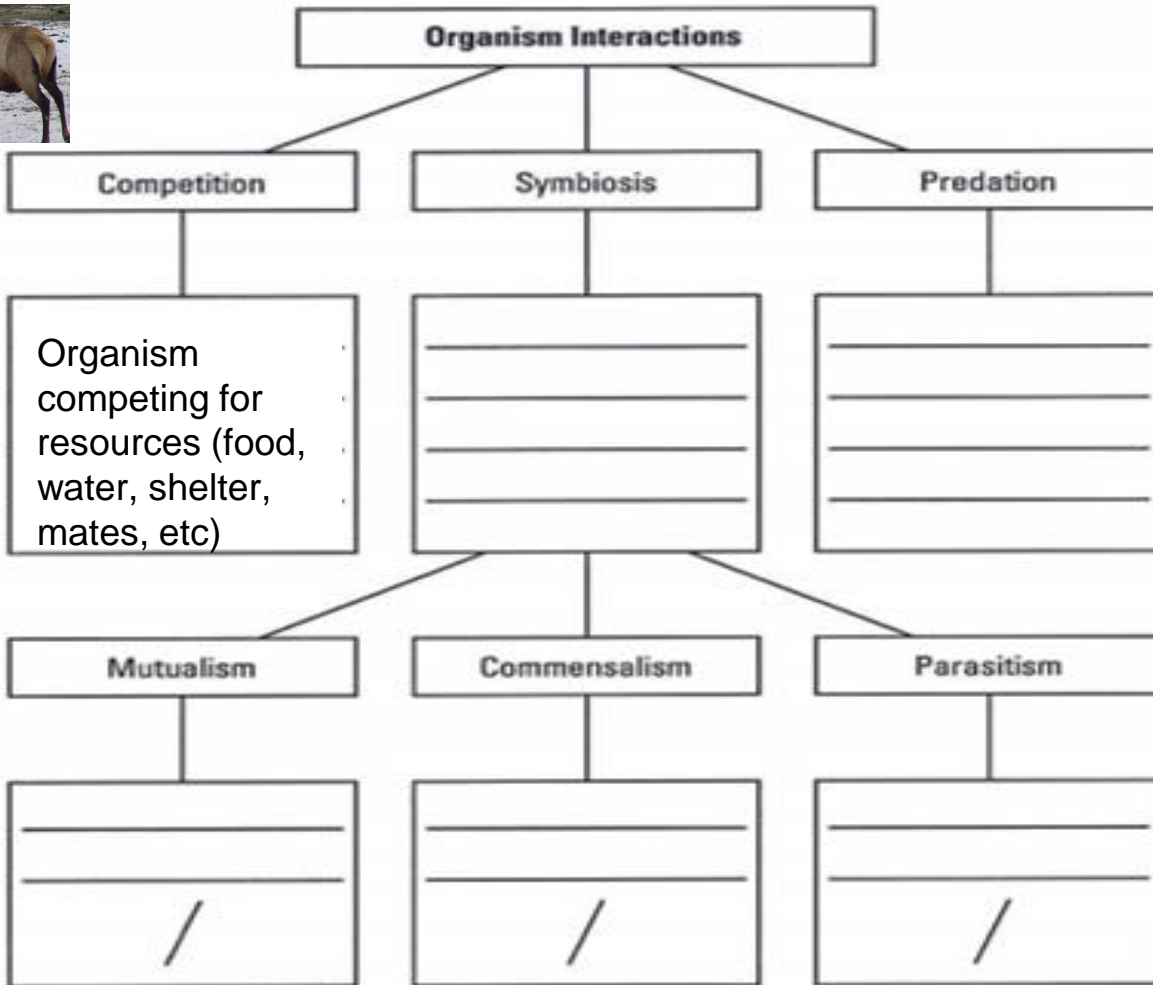 Organism Interactions
Competition
Symbiosis
Predation
Organism
competing for
resources (food,
water, shelter,
mates, etc)
Mutualism
Commensalism
Parasitism
/
/
/